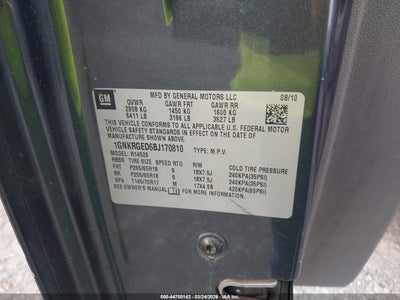 GM
MFD BY GENERAL MOTORS LLC
08/10
GVWR GAWR FRT GAWR RR
2908 KG 1450 KG 1600 KG
6411 LB 3196 LB 3527 LB
THIS VEHICLE CONFORMS TO ALL APPLICABLE U.S. FEDERAL MOTOR
VEHICLE SAFETY AND THEFT PREVENTION STANDARDS IN EFFECT ON THE DATE OF
MANUFACTURE SHOWN ABOVE.
1GNKRGED6BJ170810 TYPE: M.P.V.
MODEL: R14526
TIRE SIZE SPEED RTG RIM COLD TIRE PRESSURE
FRT P255/65R18 S 18X7.5J 240KPA(35PSI)
RR P255/65R18 S 18X7.5J 240KPA(35PSI)
SPA T145/70R17 M 17X4.5B 420KPA(60PSI)
SEE OWNER'S MANUAL FOR MORE INFORMATION.
000-44700142 - 03/24/2026 - IAA Inc.